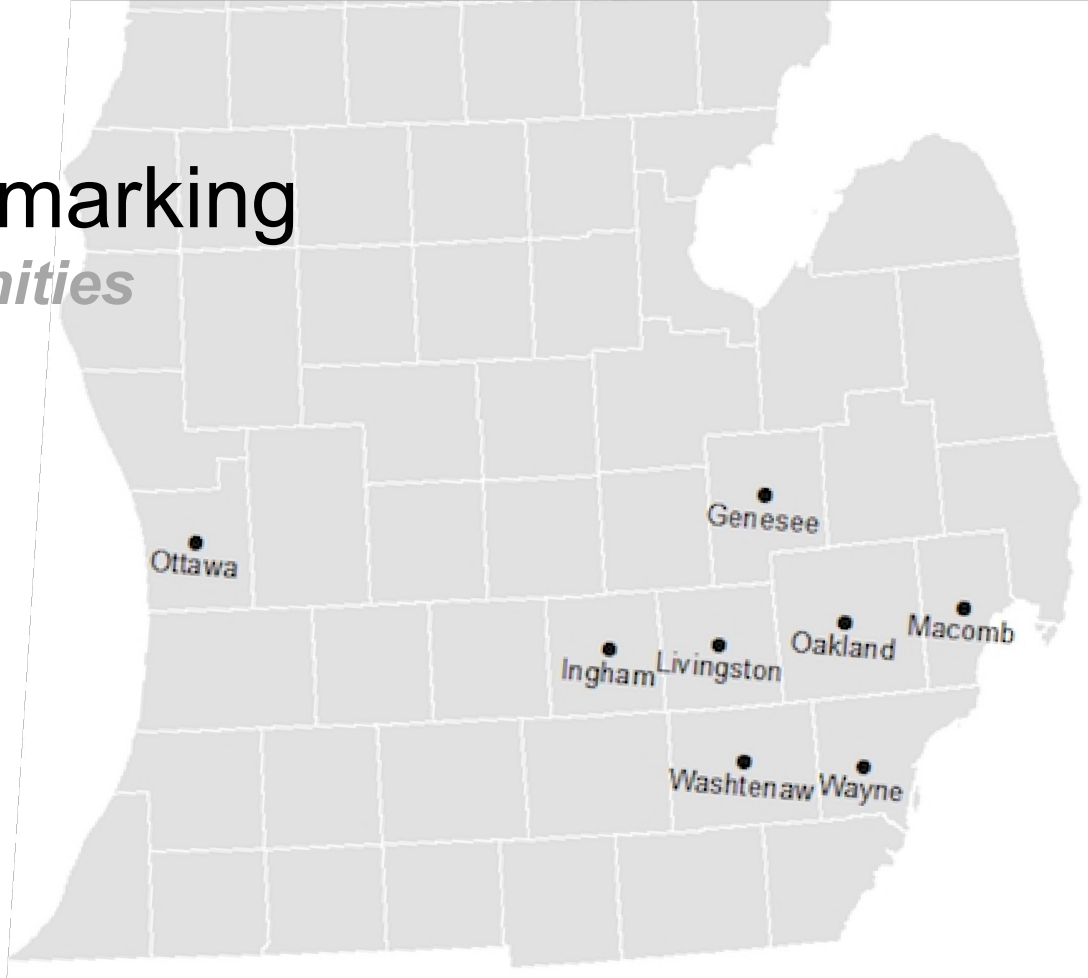 marking
nities
Genesee
Ottawa
Oakland
Macomb
Ingham
Livingston
Washtenaw
Wayne